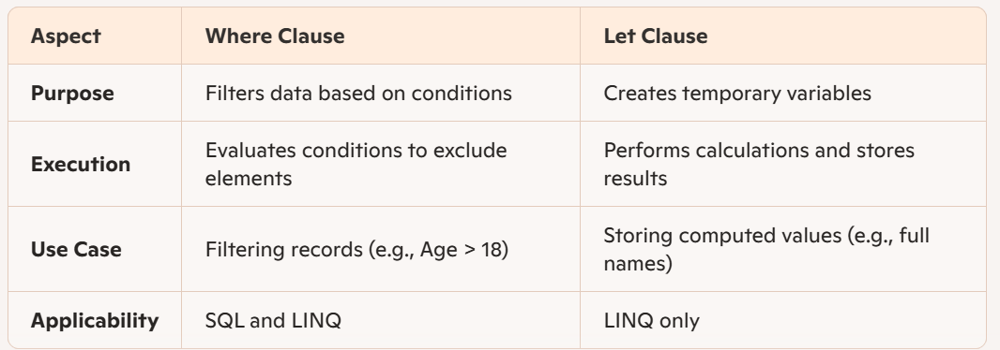 Aspect Where Clause Let Clause
Purpose Filters data based on conditions Creates temporary variables
Execution Evaluates conditions to exclude elements Performs calculations and stores results
Use Case Filtering records (e.g., Age > 18) Storing computed values (e.g., full names)
Applicability SQL and LINQ LINQ only